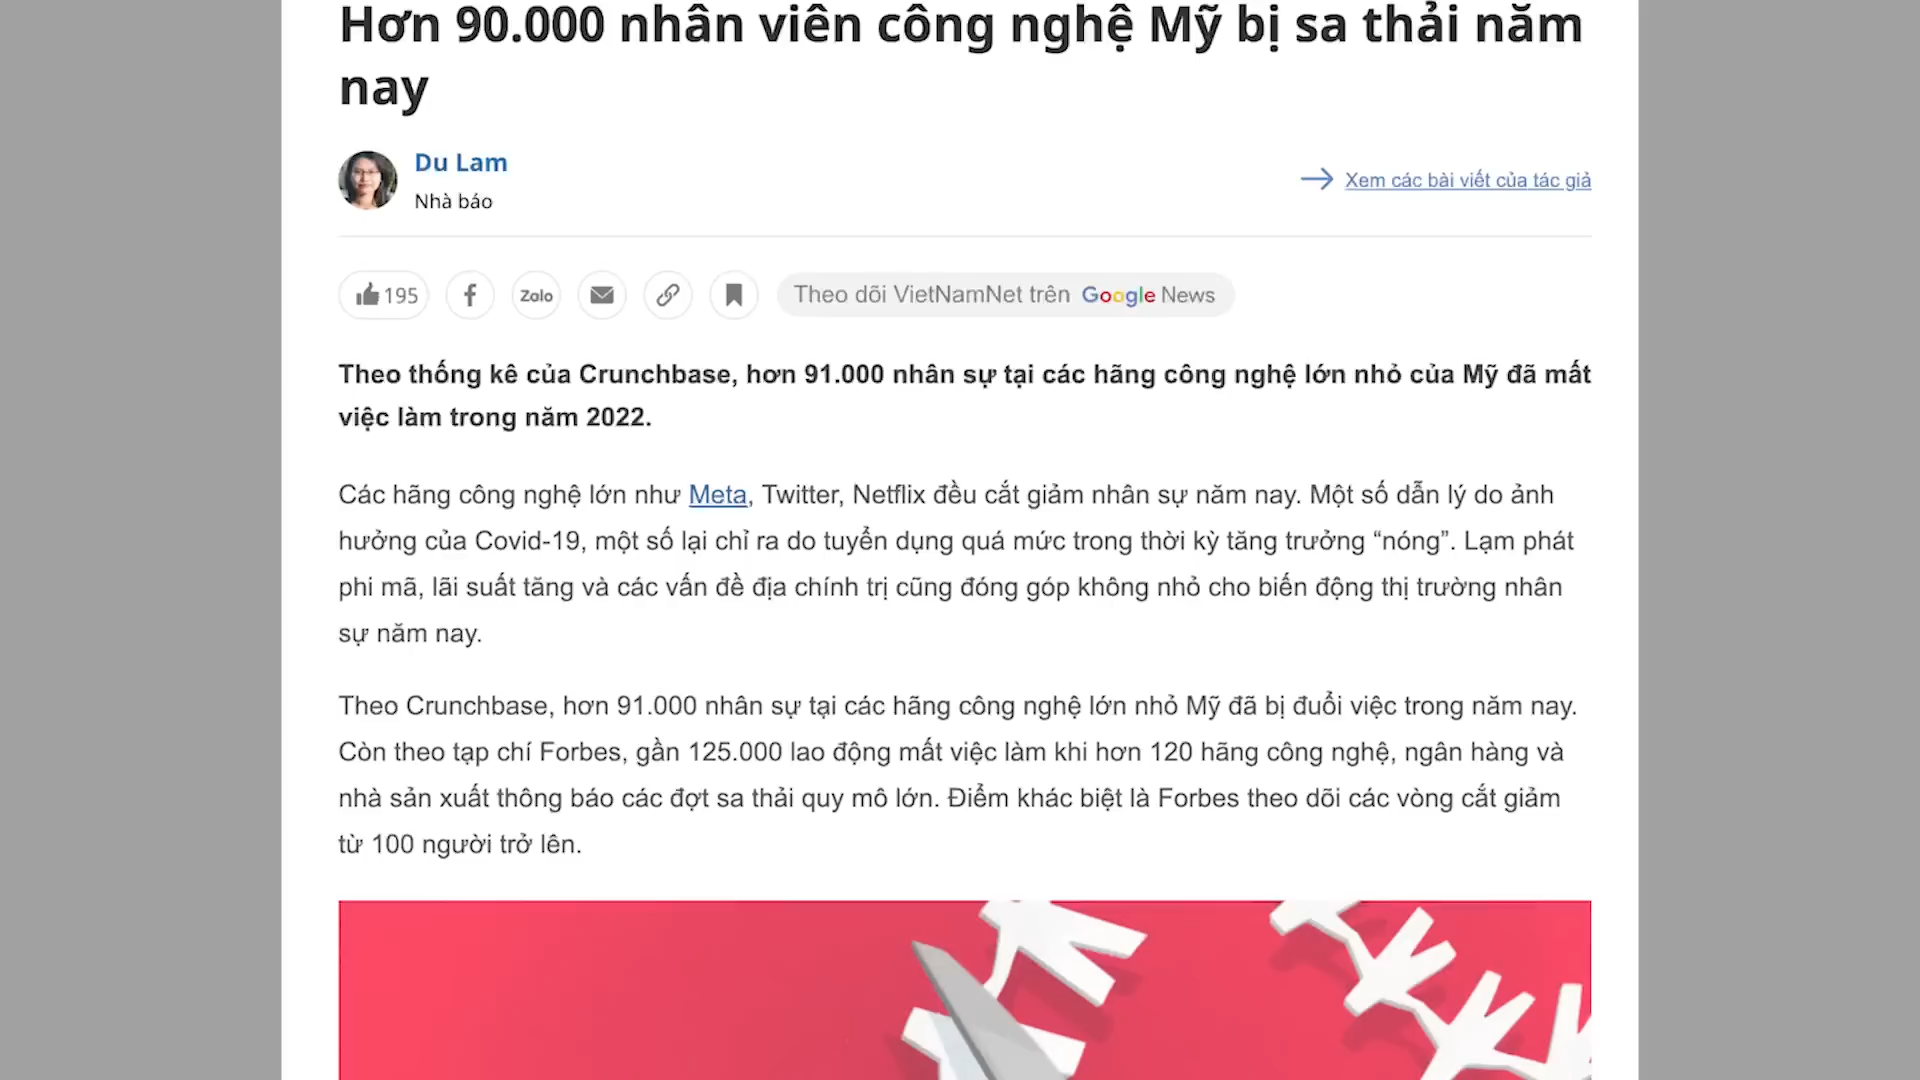 Hơn 90.000 nhân viên công nghệ Mỹ bị sa thải năm
nay
Du Lam
Nhà báo
Xem các bài viết của tác giả
195
Zalo
Theo dõi VietNamNet trên Google News
Theo thống kê của Crunchbase, hơn 91.000 nhân sự tại các hãng công nghệ lớn nhỏ của Mỹ đã mất
việc làm trong năm 2022.
Các hãng công nghệ lớn như Meta, Twitter, Netflix đều cắt giảm nhân sự năm nay. Một số dẫn lý do ảnh
hưởng của Covid-19, một số lại chỉ ra do tuyển dụng quá mức trong thời kỳ tăng trưởng “nóng”. Lạm phát
phi mã, lãi suất tăng và các vấn đề địa chính trị cũng đóng góp không nhỏ cho biến động thị trường nhân
sự năm nay.
Theo Crunchbase, hơn 91.000 nhân sự tại các hãng công nghệ lớn nhỏ Mỹ đã bị đuổi việc trong năm nay.
Còn theo tạp chí Forbes, gần 125.000 lao động mất việc làm khi hơn 120 hãng công nghệ, ngân hàng và
nhà sản xuất thông báo các đợt sa thải quy mô lớn. Điểm khác biệt là Forbes theo dõi các vòng cắt giảm
từ 100 người trở lên.